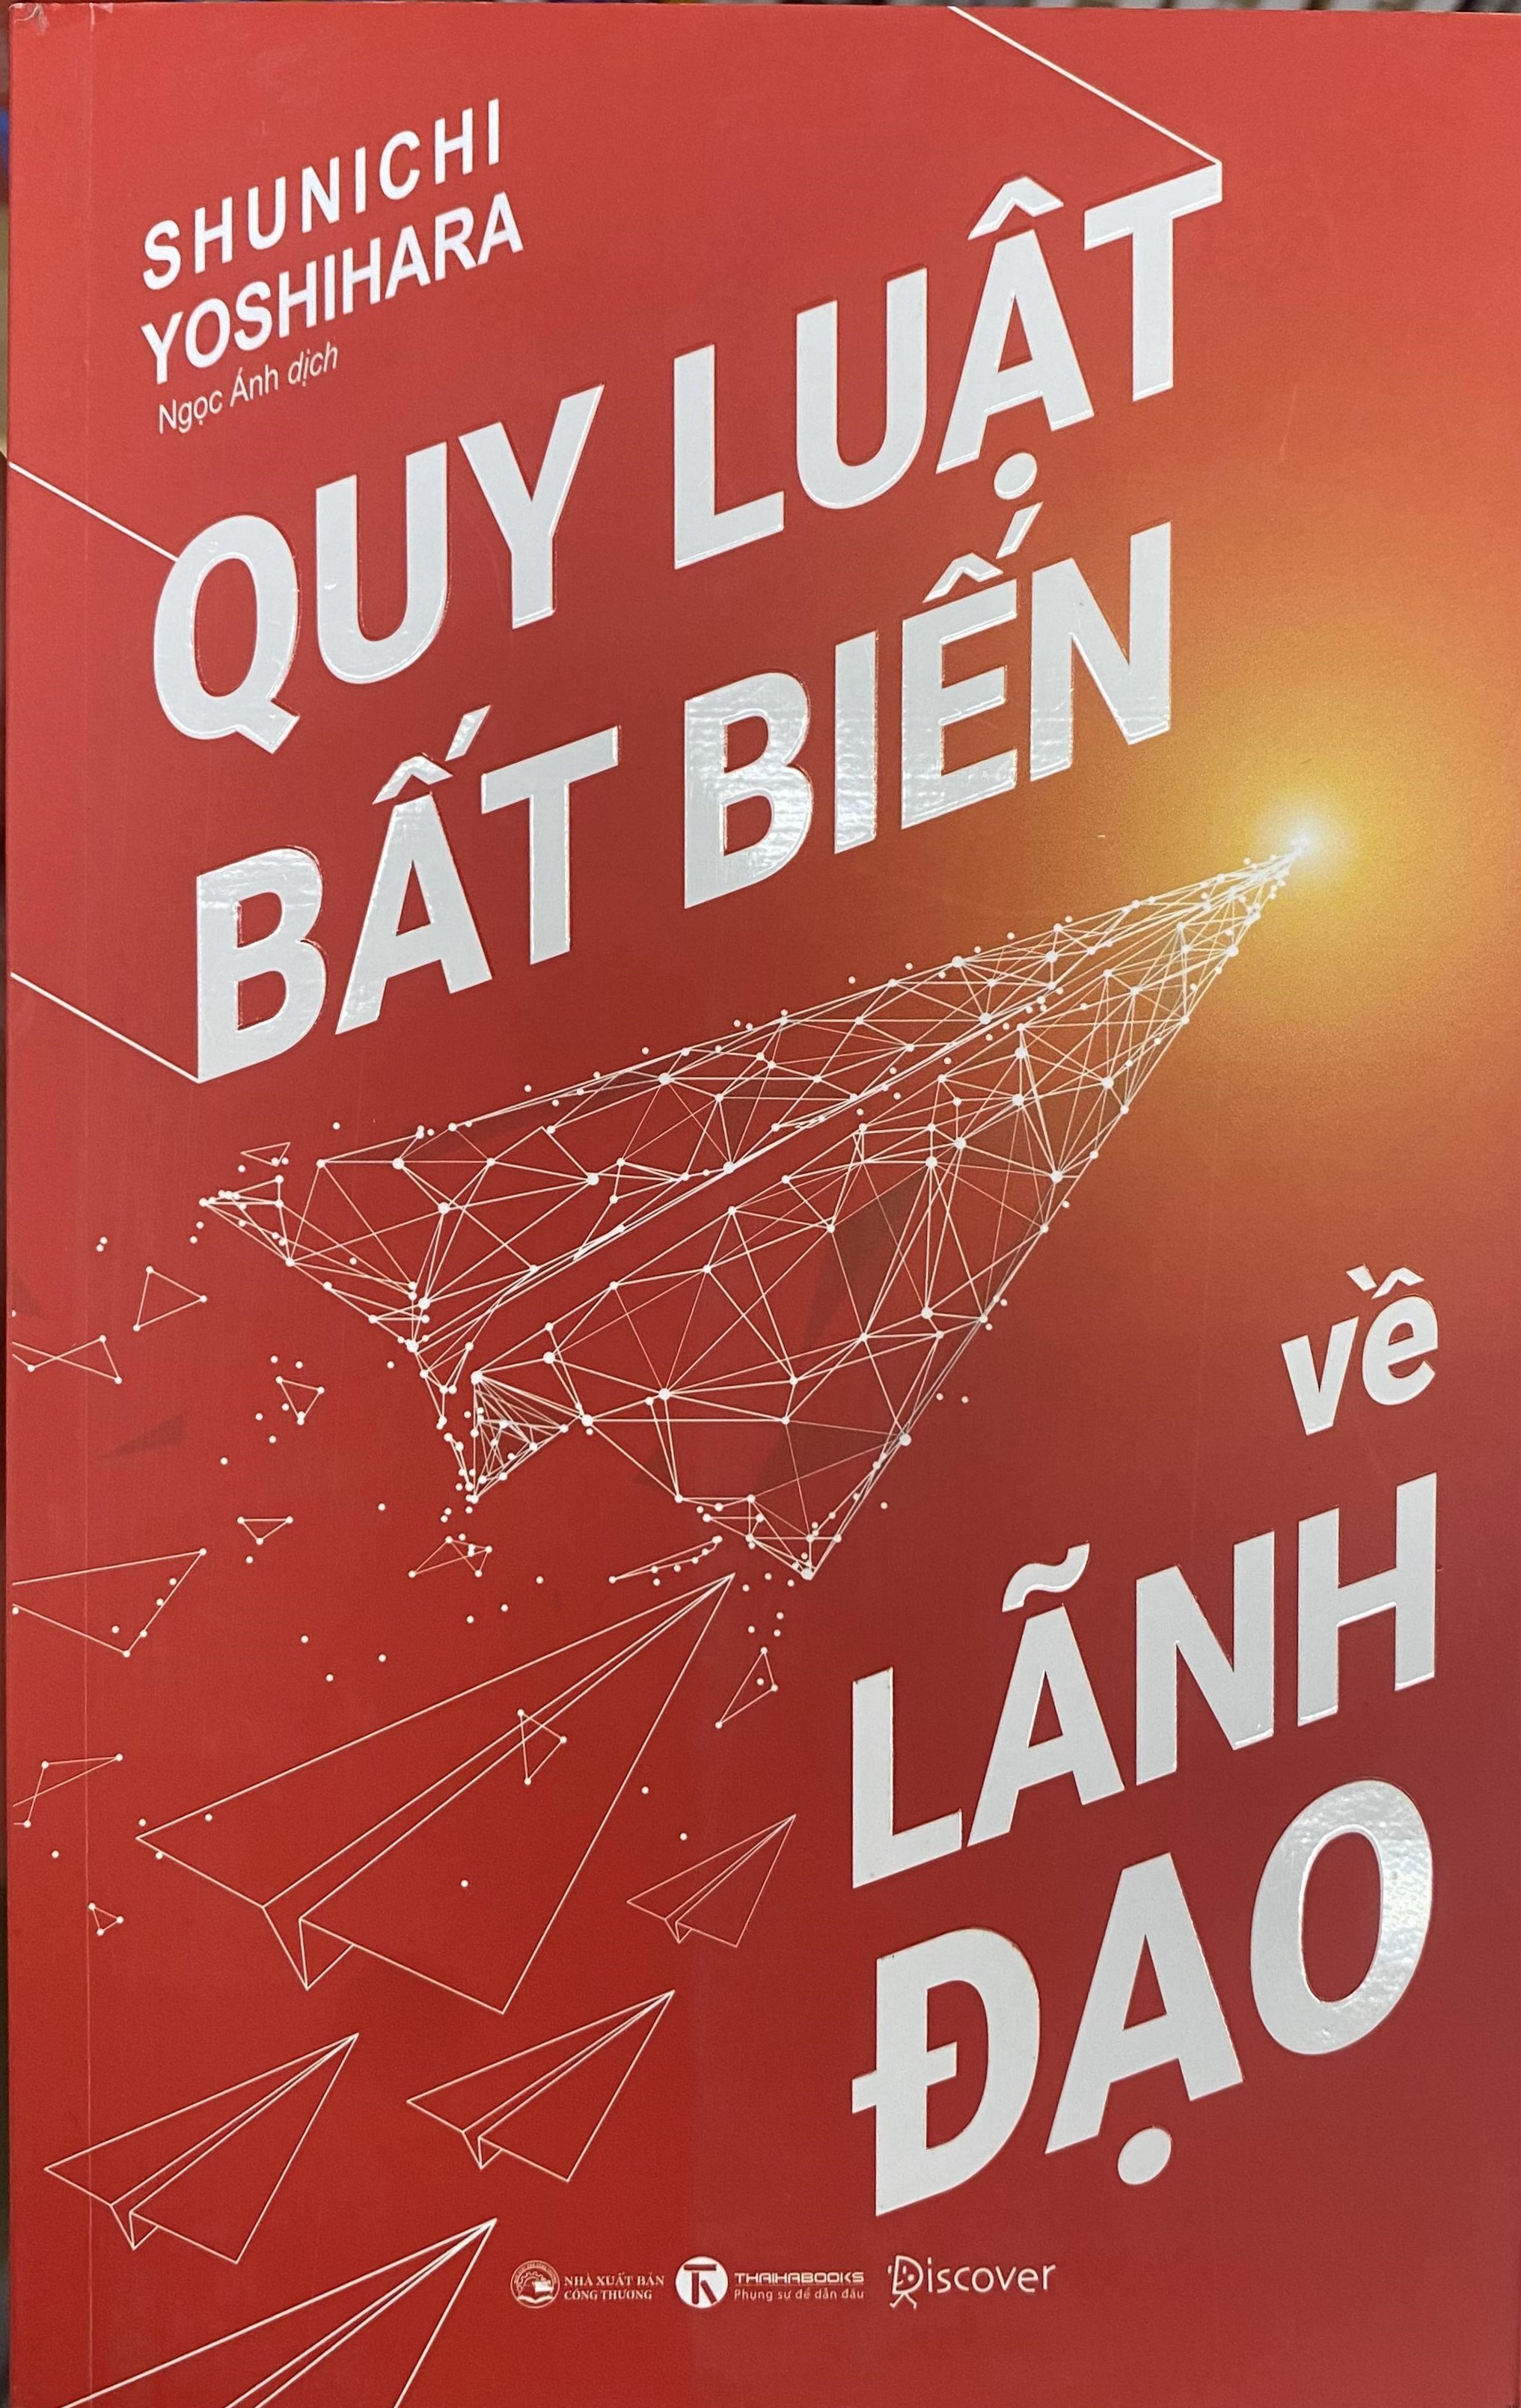 SHUNICHI
YOSHIHARA
Ngọc Ánh dịch
QUY LUẬT
BẤT BIẾN
về
LÃNH
ĐẠO
NHÀ XUẤT BẢN
CÔNG THƯƠNG
THAIHABOOKS
Phụng sự để dẫn đầu
Discover